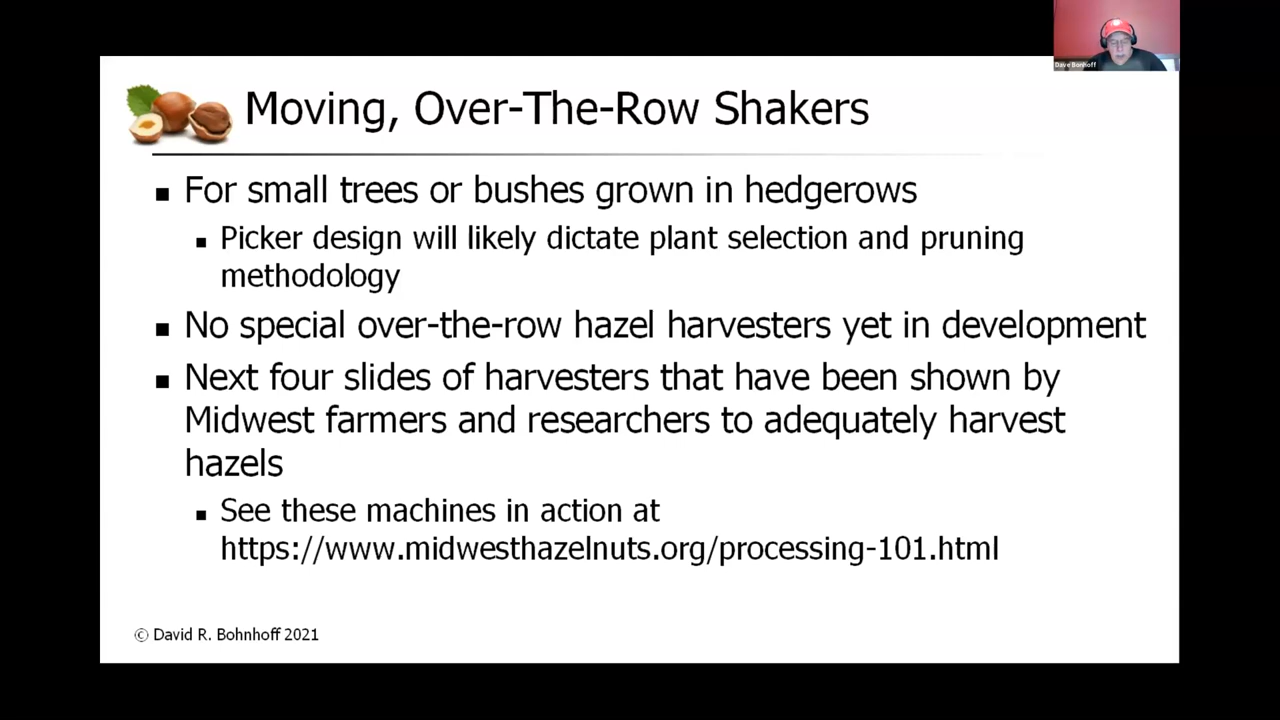 Dave Bohnhoff
Moving, Over-The-Row Shakers
For small trees or bushes grown in hedgerows
Picker design will likely dictate plant selection and pruning
methodology
No special over-the-row hazel harvesters yet in development
Next four slides of harvesters that have been shown by
Midwest farmers and researchers to adequately harvest
hazels
See these machines in action at
https://www.midwesthazelnuts.org/processing-101.html
© David R. Bohnhoff 2021